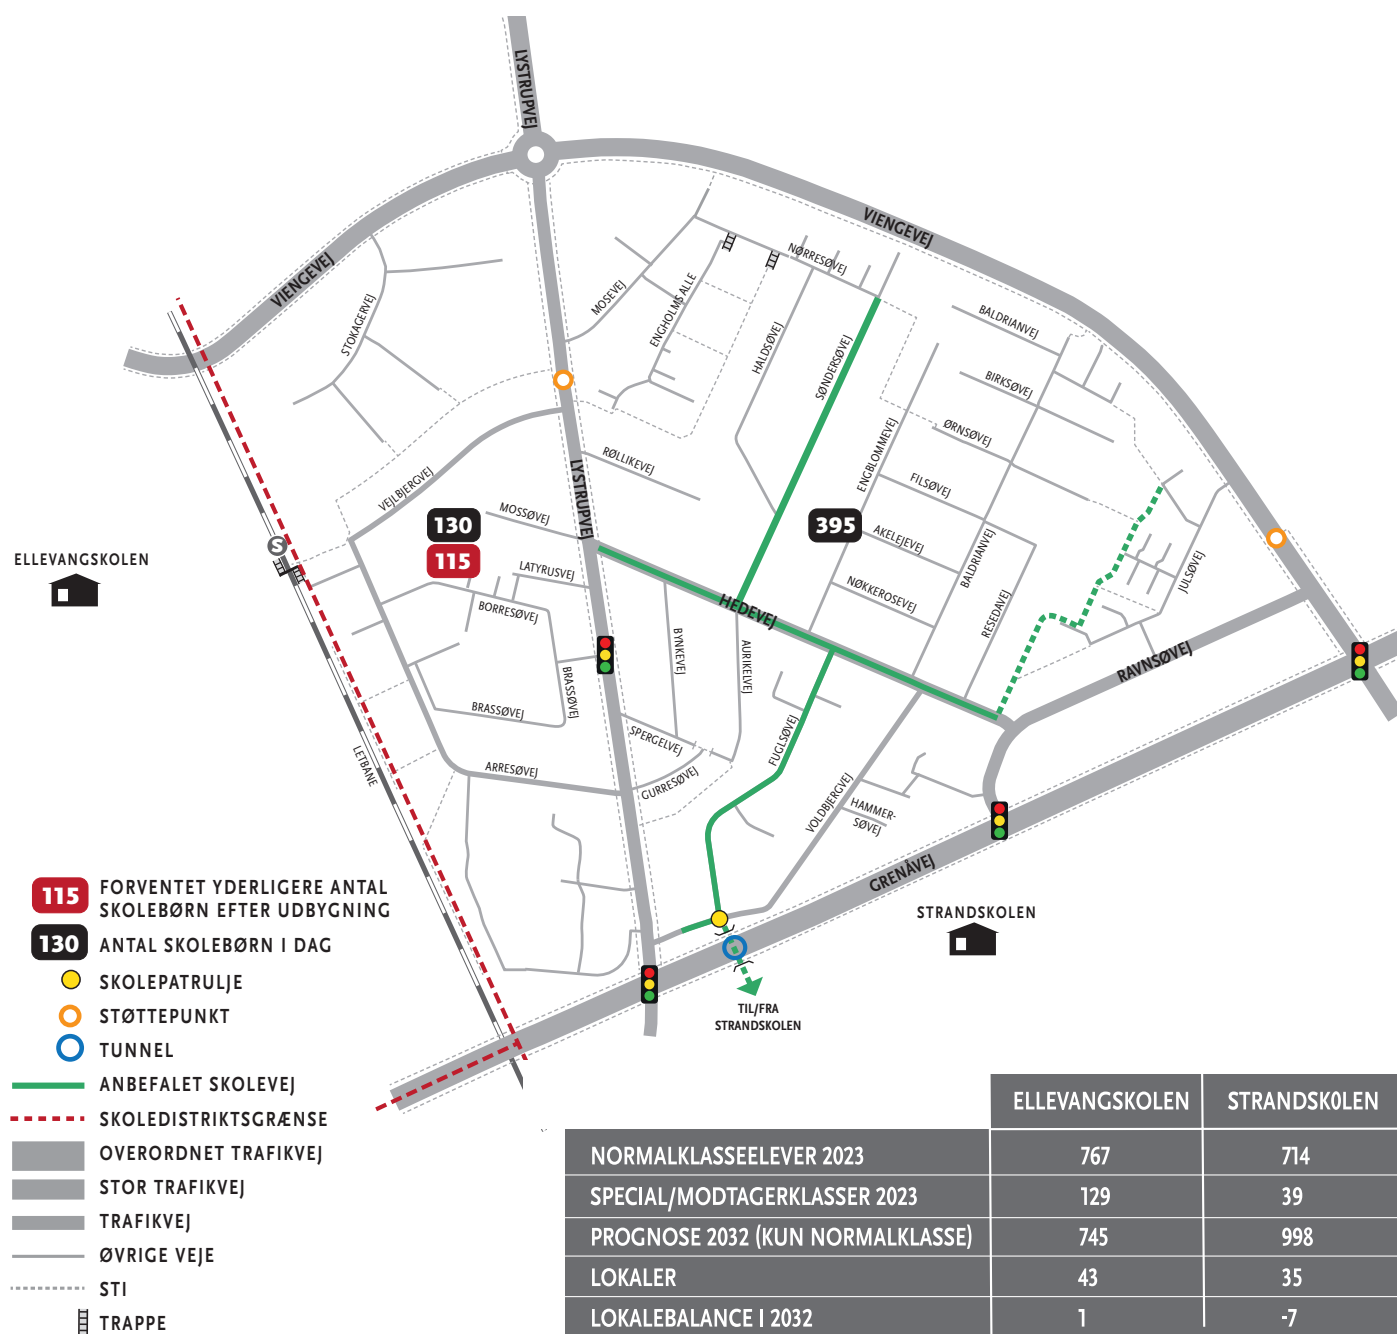 LYSTRUPVEJ
VIENGEVEJ
VIENGEVEJ
NØRRESØVEJ
MOSEVEJ
ENGHOLMS ALLE
STOKAGERVEJ
HALDSØVEJ
SØNDERSØVEJ
BALDRIANVEJ
BIRKSØVEJ
ØRNSØVEJ
ENGBLOMMEVEJ
FILSØVEJ
RØLLIKEVEJ
VEJLBJERGVEJ
LYSTRUPVEJ
MOSSØVEJ
130
115
395
AKELEJEVEJ
BALDRIANVEJ
NØKKEROSEVEJ
RESEDAVEJ
JULSØVEJ
S
ELLEVANGSKOLEN
LATYRUSVEJ
BORRESØVEJ
HEDEVEJ
BYNKEVEJ
AURIKELVEJ
BRASSØVEJ
BRASSØVEJ
RAVNSØVEJ
SPERGELVEJ
FUGLSØVEJ
LETBANE
ARRESØVEJ
GURRESØVEJ
VOLDBJERGVEJ
HAMMER-
SØVEJ
GRENÅVEJ
STRANDSKOLEN
TIL/FRA
STRANDSKOLEN
115 FORVENTET YDERLIGERE ANTAL
SKOLEBØRN EFTER UDBYGNING
130 ANTAL SKOLEBØRN I DAG
SKOLEPATRULJE
STØTTEPUNKT
TUNNEL
ANBEFALET SKOLEVEJ
SKOLEDISTRIKTSGRÆNSE
OVERORDNET TRAFIKVEJ
STOR TRAFIKVEJ
TRAFIKVEJ
ØVRIGE VEJE
STI
TRAPPE
ELLEVANGSKOLEN STRANDSK0LEN
NORMALKLASSEELEVER 2023 767 714
SPECIAL/MODTAGERKLASSER 2023 129 39
PROGNOSE 2032 (KUN NORMALKLASSE) 745 998
LOKALER 43 35
LOKALEBALANCE I 2032 1 -7